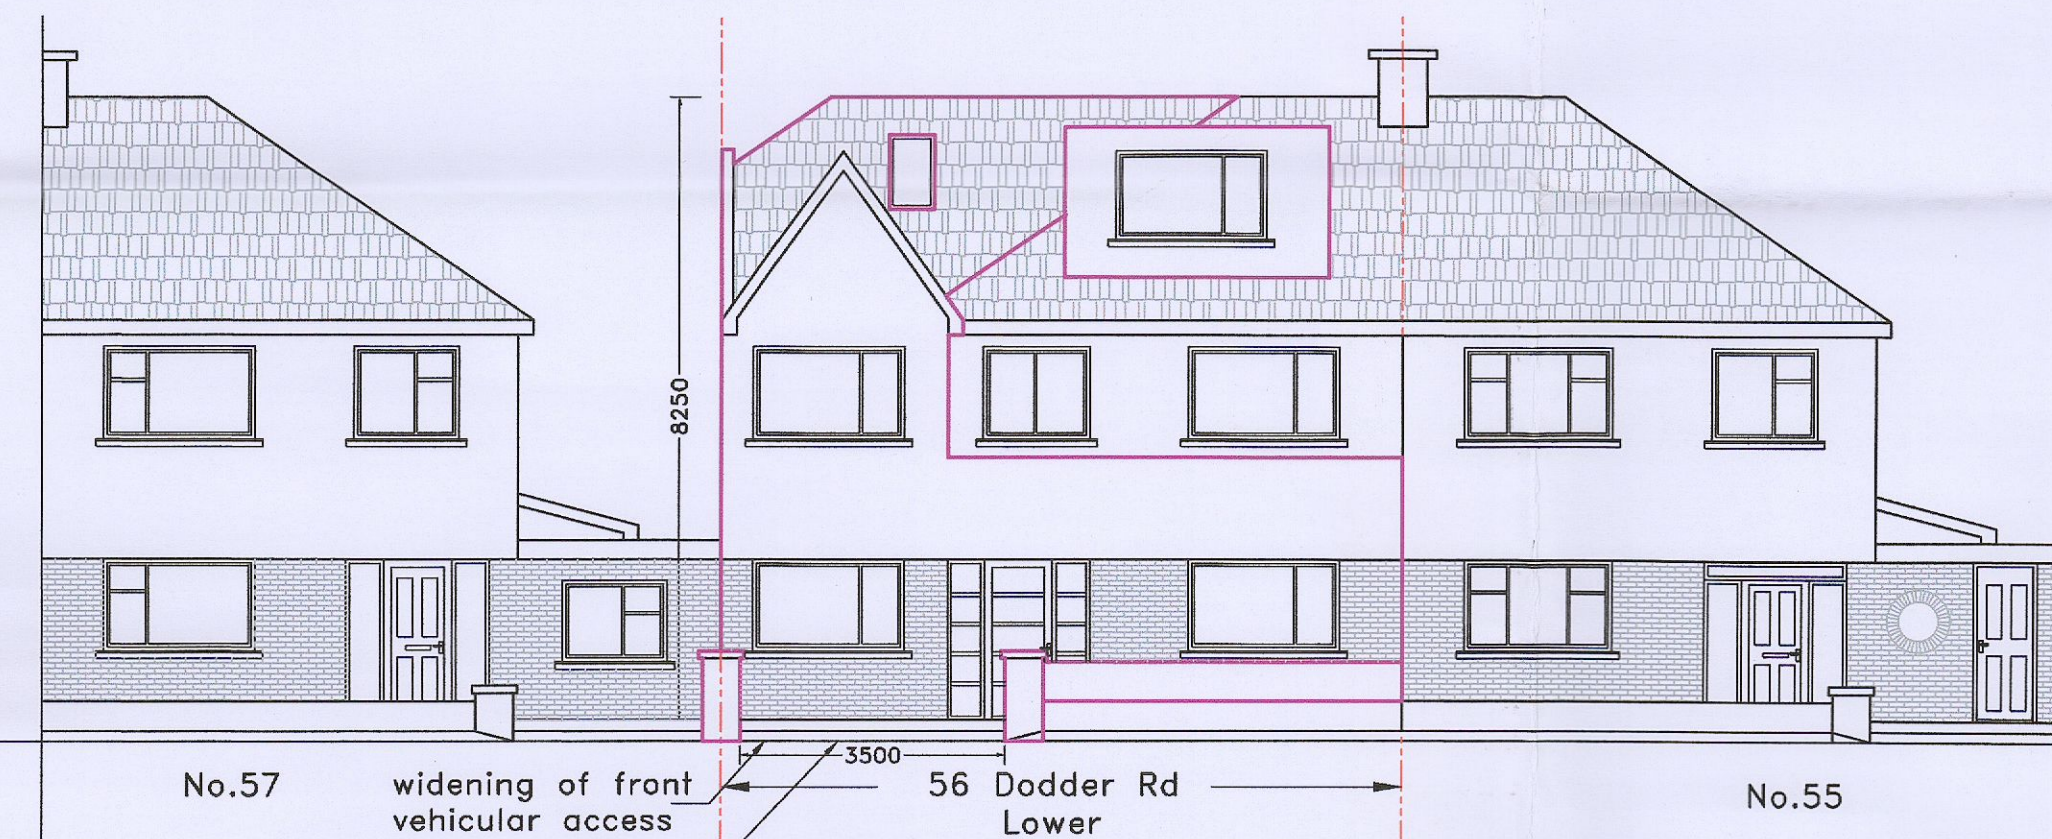 8250
3500
No.57
widening of front
vehicular access
56 Dodder Rd
Lower
No.55